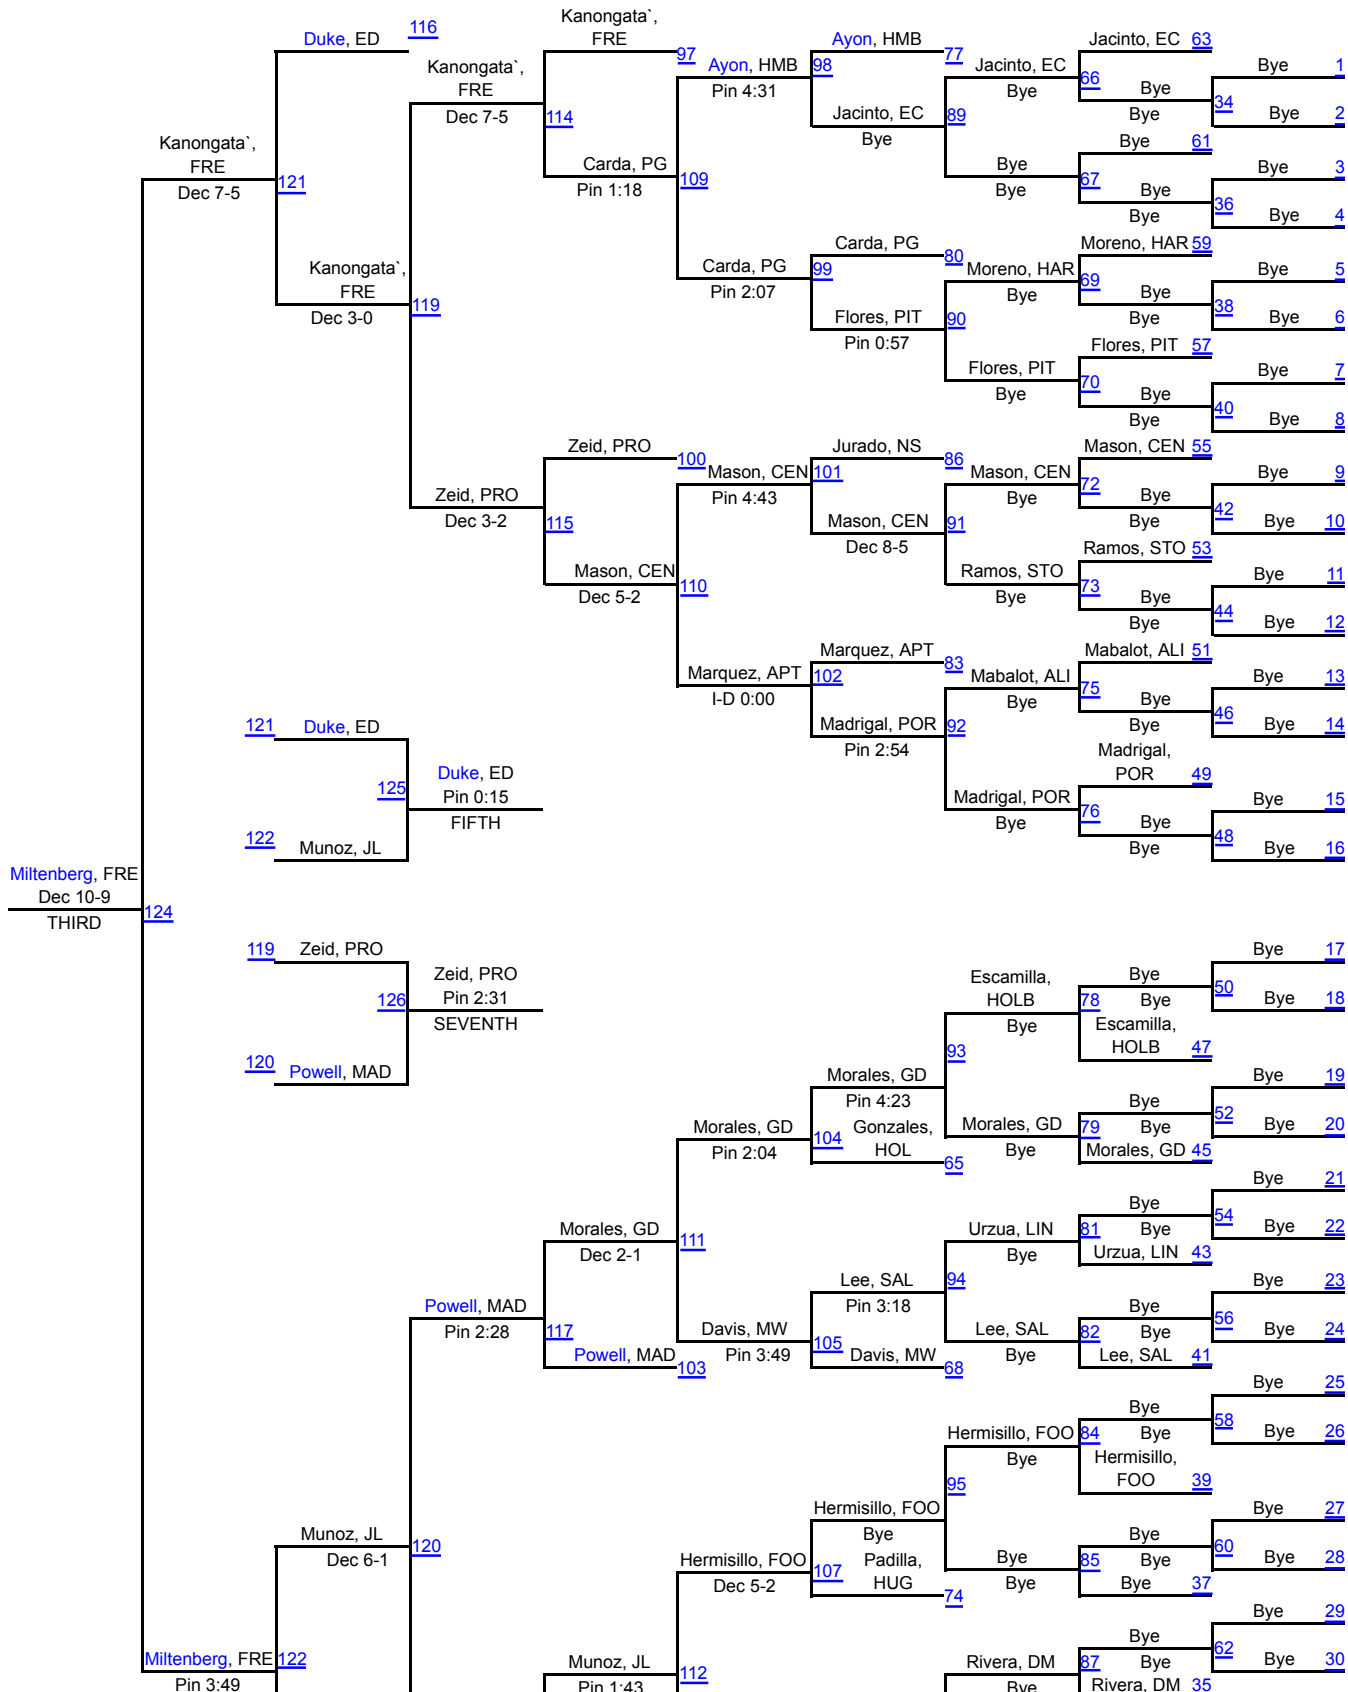 Kanongata`,
FRE
Duke, ED 116
97
Ayon, HMB 77
Jacinto, EC 63
Kanongata`,
FRE
Dec 7-5
Ayon, HMB 98
Pin 4:31
Jacinto, EC 66
Bye
Bye 1
Bye 34
Bye
Bye 2
114
Jacinto, EC 89
Bye
Kanongata`,
FRE
Dec 7-5
121
Carda, PG 109
Pin 1:18
Bye 61
Bye 67
Bye
Bye 3
Bye 36
Bye
Bye 4
Kanongata`,
FRE
Dec 3-0
119
Carda, PG 80
Carda, PG 99
Pin 2:07
Moreno, HAR 59
Moreno, HAR 69
Bye
Bye 5
Bye 38
Bye
Bye 6
Flores, PIT 90
Pin 0:57
Flores, PIT 57
Flores, PIT 70
Bye
Bye 7
Bye 40
Bye
Bye 8
Zeid, PRO 100
Jurado, NS 86
Mason, CEN 55
Mason, CEN 101
Pin 4:43
Mason, CEN 72
Bye
Bye 9
Bye 42
Bye
Bye 10
Zeid, PRO 115
Dec 3-2
Mason, CEN 91
Dec 8-5
Ramos, STO 53
Mason, CEN 110
Dec 5-2
Ramos, STO 73
Bye
Bye 11
Bye 44
Bye
Bye 12
Marquez, APT 83
Mabalot, ALI 51
Marquez, APT 102
I-D 0:00
Mabalot, ALI 75
Bye
Bye 13
Bye 46
Bye
Bye 14
121 Duke, ED
Madrigal, POR 92
Pin 2:54
Madrigal,
POR 49
125
Duke, ED
Pin 0:15
FIFTH
Madrigal, POR 76
Bye
Bye 15
Bye 48
Bye
Bye 16
122 Munoz, JL
Miltenberg, FRE
Dec 10-9
THIRD
124
119 Zeid, PRO
126
Zeid, PRO
Pin 2:31
SEVENTH
120 Powell, MAD
Escamilla,
HOLB
Bye
78
Bye
Bye
50
Bye 17
Bye 18
Escamilla,
HOLB 47
93
Morales, GD
Pin 4:23
Morales, GD 104
Pin 2:04
Gonzales,
HOL 65
Morales, GD 79
Bye
Bye
Bye
52
Bye 19
Bye 20
Morales, GD 45
Morales, GD 111
Dec 2-1
Urzua, LIN 81
Bye
Bye
Bye
54
Bye 21
Bye 22
Urzua, LIN 43
Lee, SAL 94
Pin 3:18
Powell, MAD
Pin 2:28
117
Powell, MAD 103
Davis, MW 105
Pin 3:49
Davis, MW 68
Lee, SAL 82
Bye
Bye
Bye
56
Bye 23
Bye 24
Lee, SAL 41
Hermisillo, FOO 84
Bye
Bye
Bye
58
Bye 25
Bye 26
Hermisillo,
FOO 39
95
Hermisillo, FOO
Bye
Munoz, JL 120
Dec 6-1
Hermisillo, FOO 107
Dec 5-2
Padilla,
HUG 74
Bye 85
Bye
Bye
Bye
60
Bye 27
Bye 28
Bye 37
Miltenberg, FRE 122
Pin 3:49
Munoz, JL 112
Pin 1:43
Rivera, DM 87
Bye
Bye
Bye
62
Bye 29
Bye 30
Rivera, DM 35